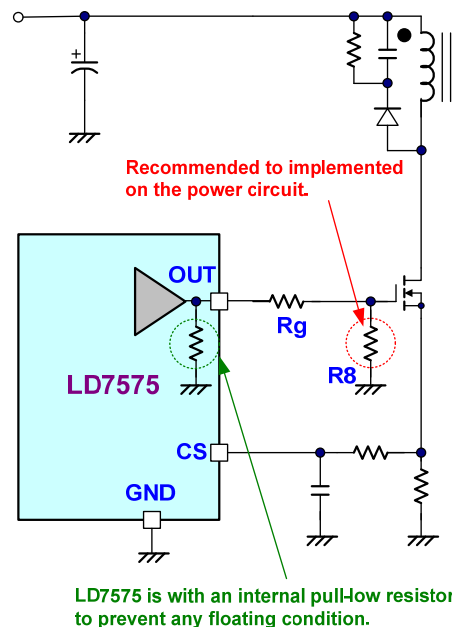 +
Recommended to implemented
on the power circuit.
OUT
Rg
R8
LD7575
CS
GND
LD7575 is with an internal pull-low resistor
to prevent any floating condition.